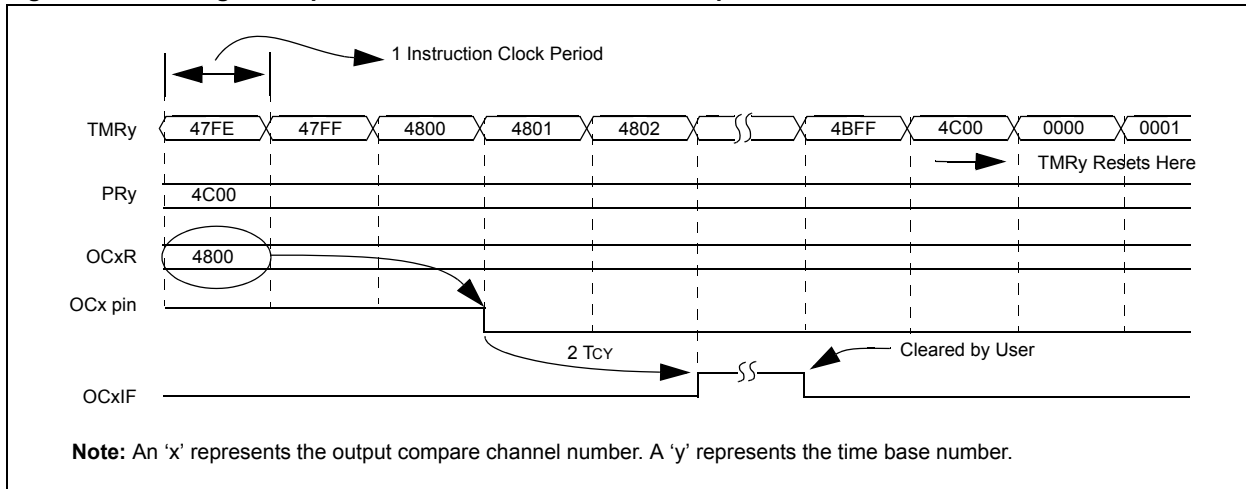 1 Instruction Clock Period
TMRy 47FE 47FF 4800 4801 4802 4BFF 4C00 0000 0001
TMRy Resets Here
PRy 4C00
OCxR 4800
OCx pin
2 TCY
Cleared by User
OCxIF
Note: An ‘x’ represents the output compare channel number. A ‘y’ represents the time base number.